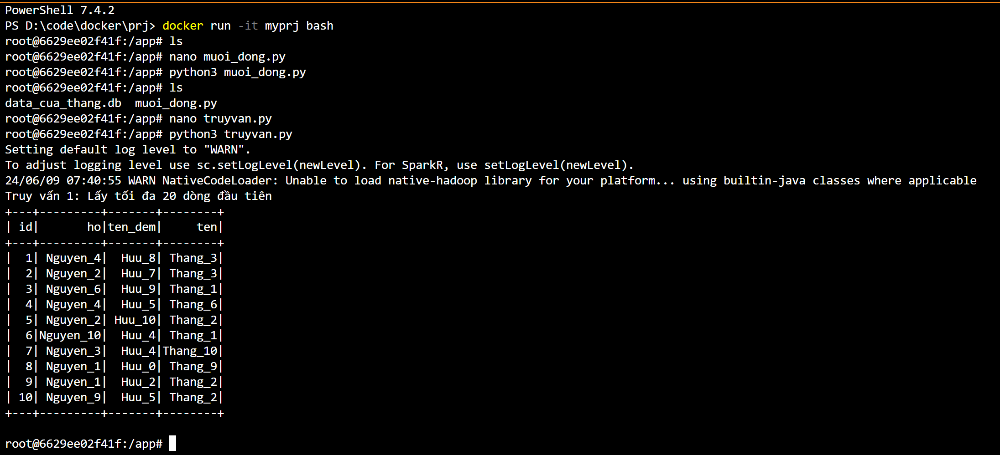 PowerShell 7.4.2
PS D:\code\docker\prj> docker run -it myprj bash
root@6629ee02f41f:/app# ls
root@6629ee02f41f:/app# nano muoi_dong.py
root@6629ee02f41f:/app# python3 muoi_dong.py
root@6629ee02f41f:/app# ls
data_cua_thang.db  muoi_dong.py
root@6629ee02f41f:/app# nano truyvan.py
root@6629ee02f41f:/app# python3 truyvan.py
Setting default log level to "WARN".
To adjust logging level use sc.setLogLevel(newLevel). For SparkR, use setLogLevel(newLevel).
24/06/09 07:40:55 WARN NativeCodeLoader: Unable to load native-hadoop library for your platform... using builtin-java classes where applicable
Truy vấn 1: Lấy tối đa 20 dòng đầu tiên
+---+---------+-------+--------+
| id|       ho|ten_dem|     ten|
+---+---------+-------+--------+
|  1| Nguyen_4|  Huu_8| Thang_3|
|  2| Nguyen_2|  Huu_7| Thang_3|
|  3| Nguyen_6|  Huu_9| Thang_1|
|  4| Nguyen_4|  Huu_5| Thang_6|
|  5| Nguyen_2| Huu_10| Thang_2|
|  6|Nguyen_10|  Huu_4| Thang_1|
|  7| Nguyen_3|  Huu_4|Thang_10|
|  8| Nguyen_1|  Huu_0| Thang_9|
|  9| Nguyen_1|  Huu_2| Thang_2|
| 10| Nguyen_9|  Huu_5| Thang_2|
+---+---------+-------+--------+
root@6629ee02f41f:/app#